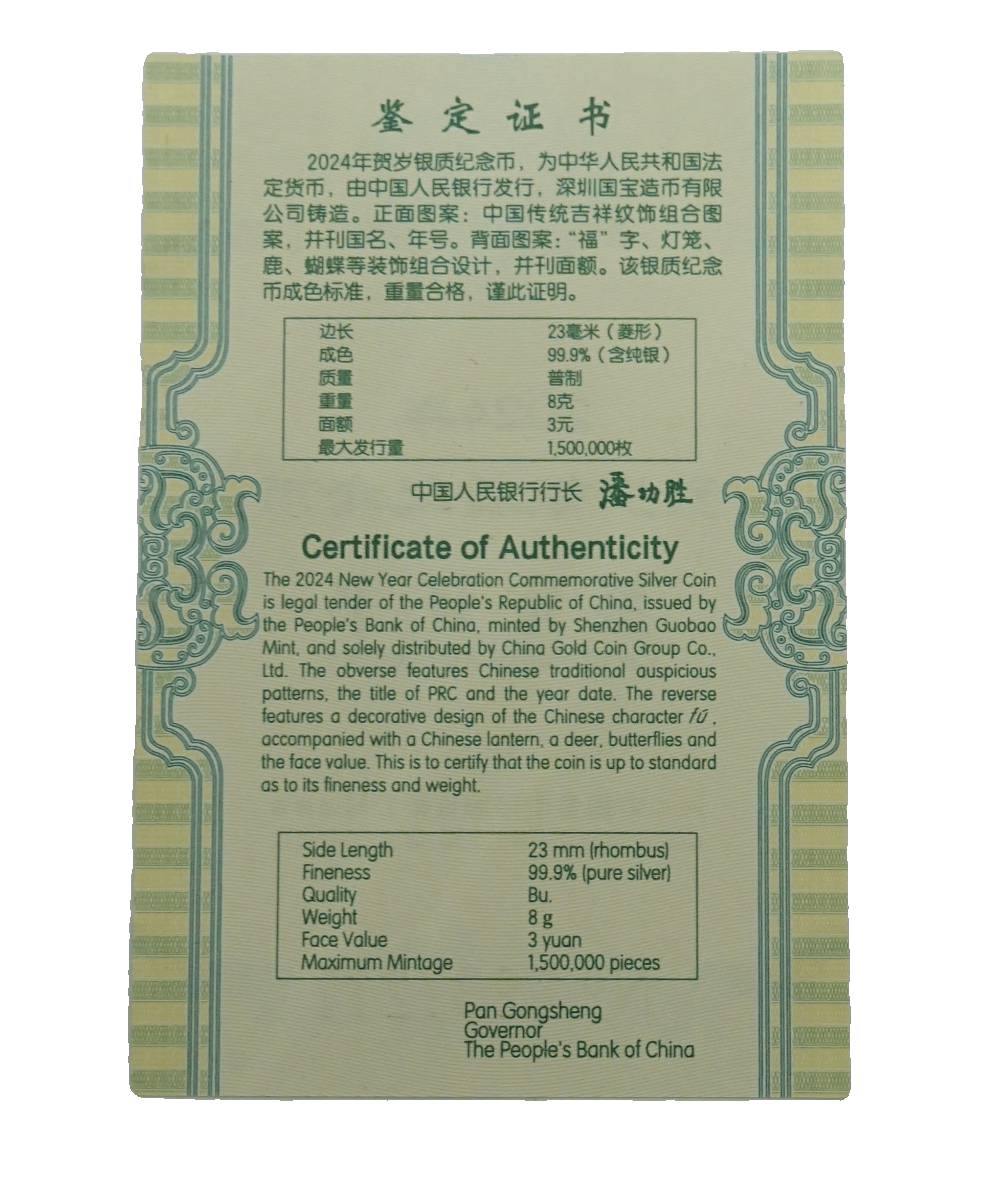 鉴定证书
2024年贺岁银质纪念币，为中华人民共和国法
定货币，由中国人民银行发行，深圳国宝造币有限
公司铸造。正面图案：中国传统吉祥纹饰组合图
案，并刊国名、年号。背面图案：“福”字、灯笼、
鹿、蝴蝶等装饰组合设计，并刊面额。该银质纪念
币成色标准，重量合格，谨此证明。
边长 23毫米（菱形）
成色 99.9%（含纯银）
质量 普制
重量 8克
面额 3元
最大发行量 1,500,000枚
中国人民银行行长 潘功胜
Certificate of Authenticity
The 2024 New Year Celebration Commemorative Silver Coin
is legal tender of the People's Republic of China, issued by
the People's Bank of China, minted by Shenzhen Guobao
Mint, and solely distributed by China Gold Coin Group Co.,
Ltd. The obverse features Chinese traditional auspicious
patterns, the title of PRC and the year date. The reverse
features a decorative design of the Chinese character fú,
accompanied with a Chinese lantern, a deer, butterflies and
the face value. This is to certify that the coin is up to standard
as to its fineness and weight.
Side Length 23 mm (rhombus)
Fineness 99.9% (pure silver)
Quality Bu.
Weight 8 g
Face Value 3 yuan
Maximum Mintage 1,500,000 pieces
Pan Gongsheng
Governor
The People's Bank of China